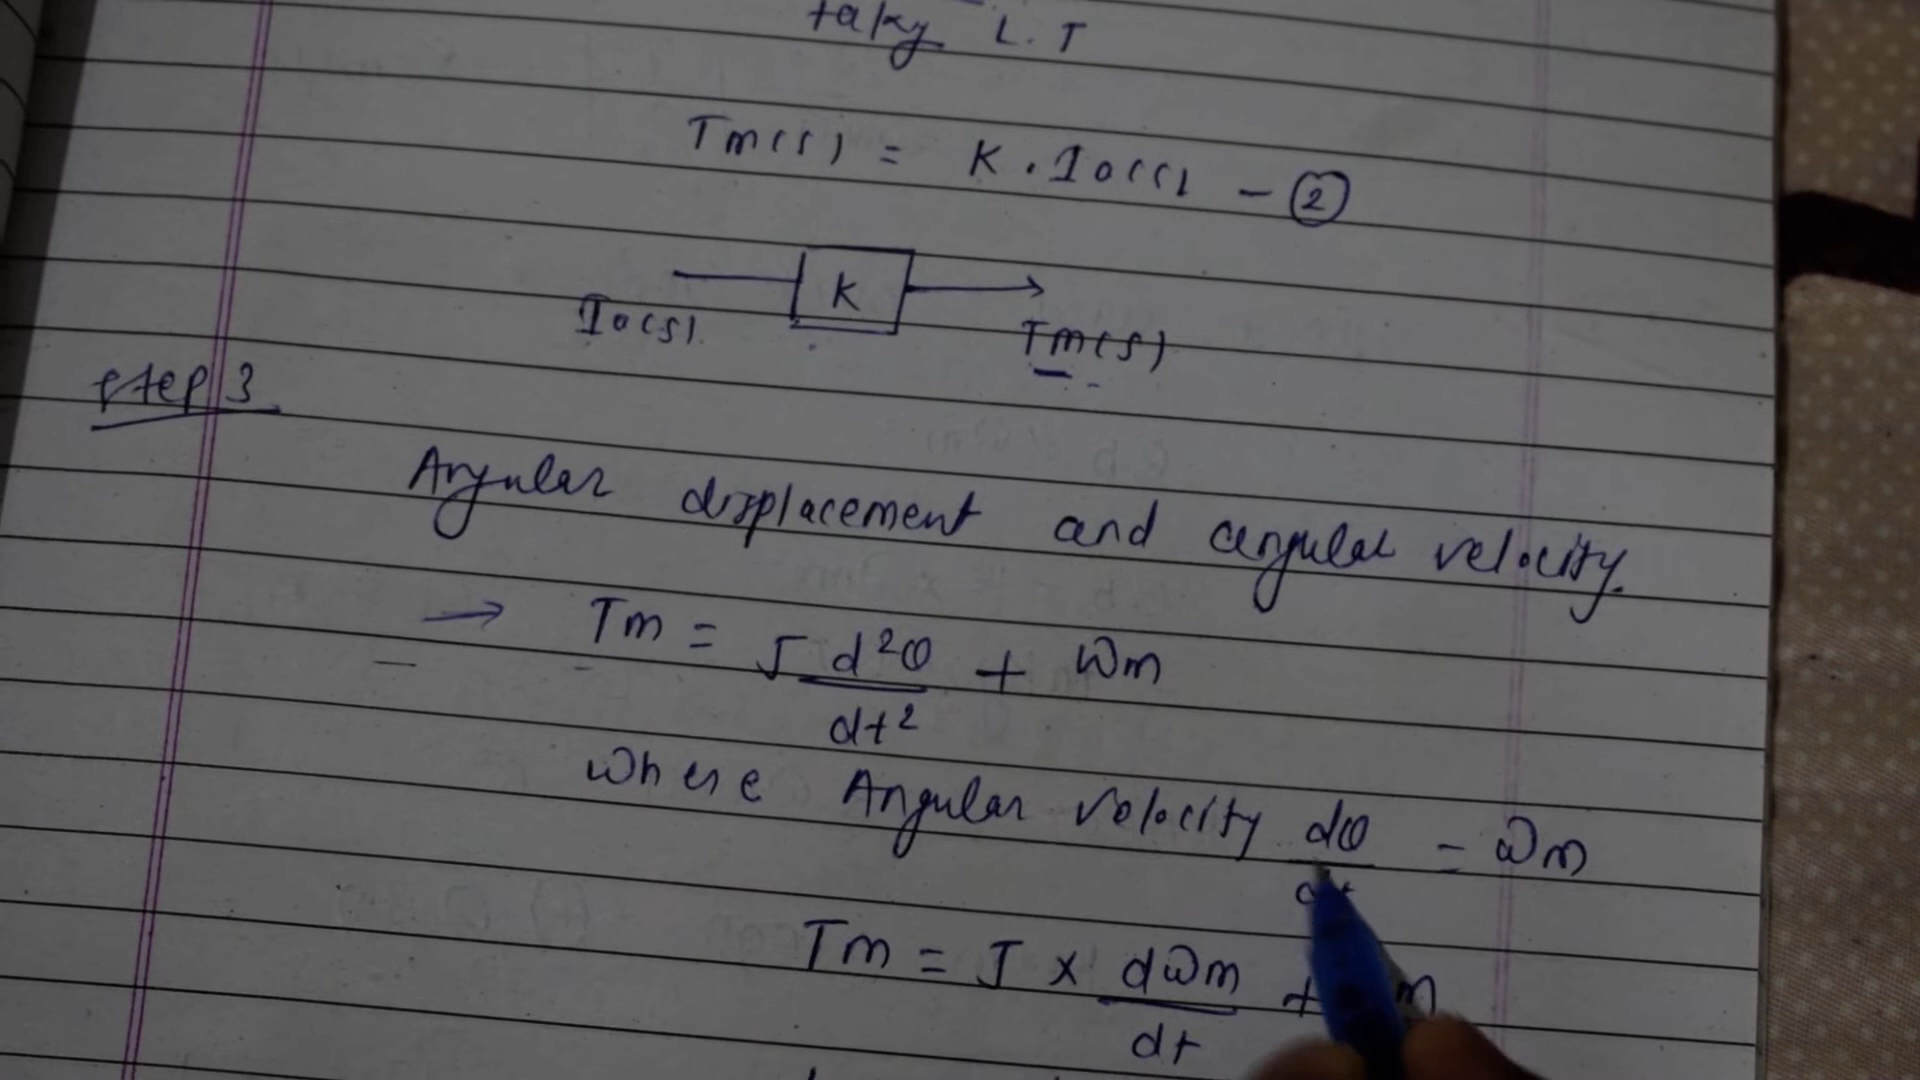 taky L.T
Tm(s) = K . Ia(s) - ②
K
Ia(s). Tm(s)
step 3
Angular displacement and angular velocity.
→ Tm = J d²θ + ωm
dt²
where Angular velocity dθ = ωm
dt
Tm = J x dωm +
dt